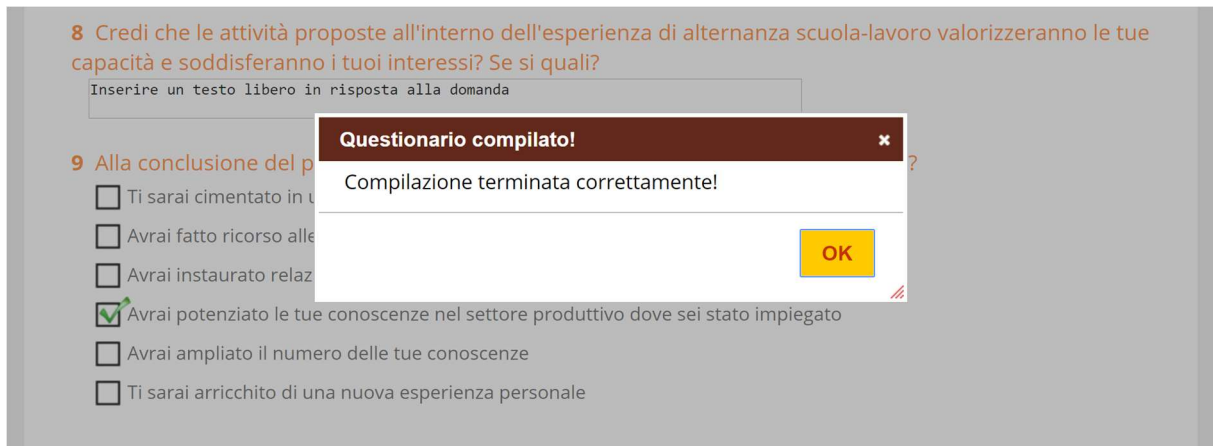 8 Credi che le attività proposte all'interno dell'esperienza di alternanza scuola-lavoro valorizzeranno le tue
capacità e soddisferanno i tuoi interessi? Se si quali?
Inserire un testo libero in risposta alla domanda
Questionario compilato!
9 Alla conclusione del p ?
Compilazione terminata correttamente!
Ti sarai cimentato in
Avrai fatto ricorso alle
OK
Avrai instaurato relaz
Avrai potenziato le tue conoscenze nel settore produttivo dove sei stato impiegato
Avrai ampliato il numero delle tue conoscenze
Ti sarai arricchito di una nuova esperienza personale